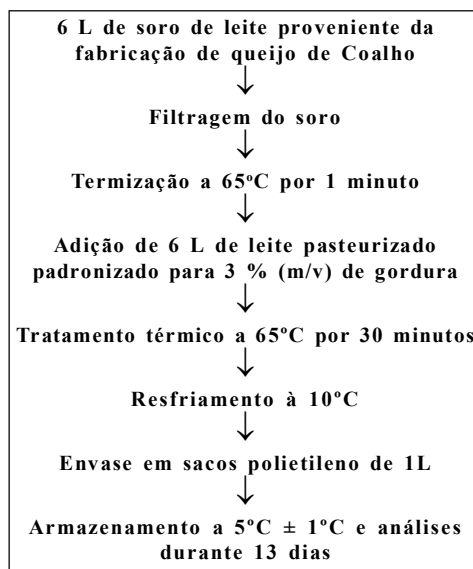 6 L de soro de leite proveniente da
fabricação de queijo de Coalho
Filtragem do soro
Termização a 65ºC por 1 minuto
Adição de 6 L de leite pasteurizado
padronizado para 3 % (m/v) de gordura
Tratamento térmico a 65ºC por 30 minutos
Resfriamento à 10ºC
Envase em sacos polietileno de 1L
Armazenamento a 5ºC ± 1ºC e análises
durante 13 dias